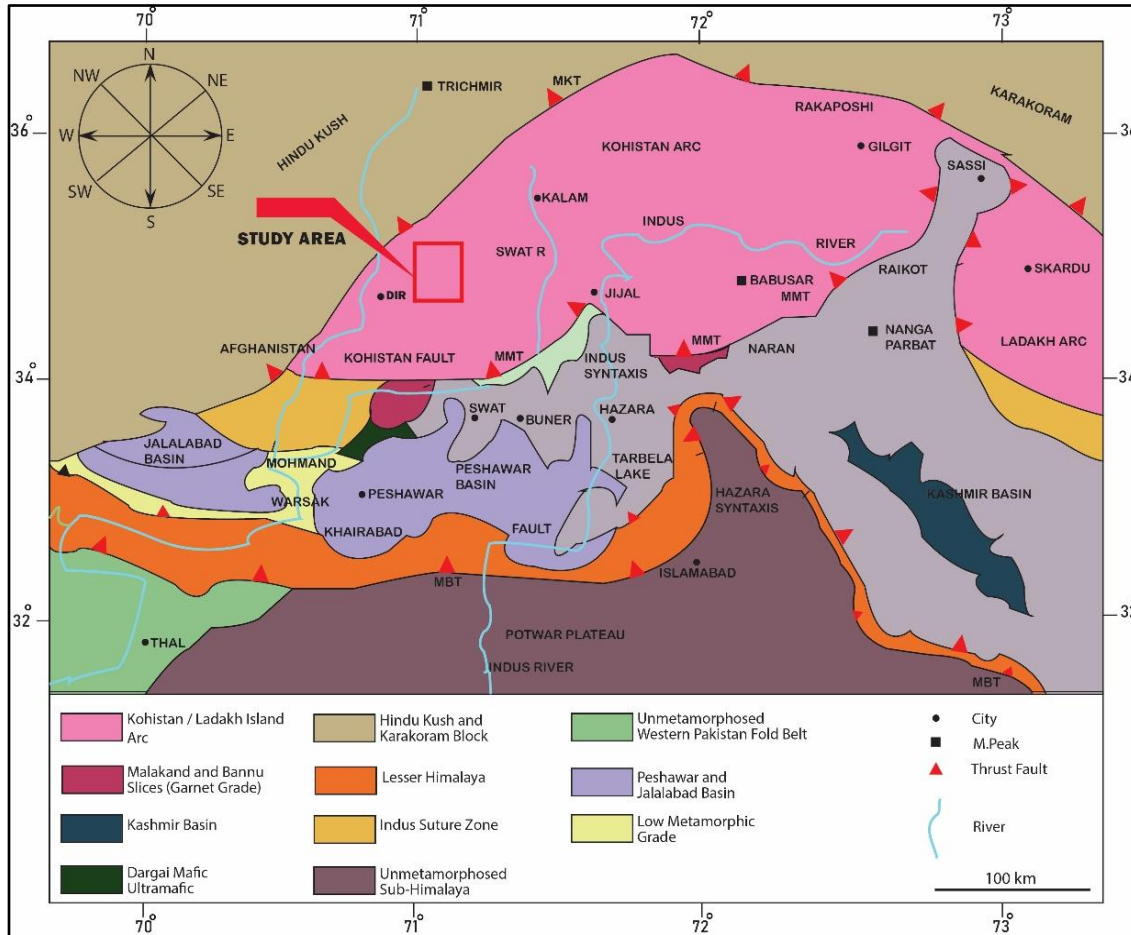 70°
71°
72°
73°
N
NW
NE
W
E
SW
SE
S
TRICHMIR
MKT
RAKAPOSHI
KARAKORAM
36°
36
HINDU KUSH
KOHISTAN ARC
GILGIT
SASSI
KALAM
STUDY AREA
INDUS
SWAT R
RIVER
RAIKOT
SKARDU
DIR
JIJAL
BABUSAR
MMT
NANGA
PARBAT
AFGHANISTAN
KOHISTAN FAULT
MMT
MMT
NARAN
LADAKH ARC
INDUS
SYNTAXIS
34°
34
SWAT
BUNER
HAZARA
JALALABAD
BASIN
MOHMAND
TARBELA
LAKE
PESHAWAR
BASIN
WARSAK
PESHAWAR
HAZARA
SYNTAXIS
KASHMIR BASIN
KHAIRABAD
FAULT
MBT
ISLAMABAD
32°
32
THAL
POTWAR PLATEAU
INDUS RIVER
MBT
Kohistan / Ladakh Island
Arc
Malakand and Bannu
Slices (Garnet Grade)
Kashmir Basin
Dargai Mafic
Ultramafic
Hindu Kush and
Karakoram Block
Lesser Himalaya
Indus Suture Zone
Unmetamorphosed
Sub-Himalaya
Unmetamorphosed
Western Pakistan Fold Belt
Peshawar and
Jalalabad Basin
Low Metamorphic
Grade
City
M.Peak
Thrust Fault
River
100 km
70°
71°
72°
73°